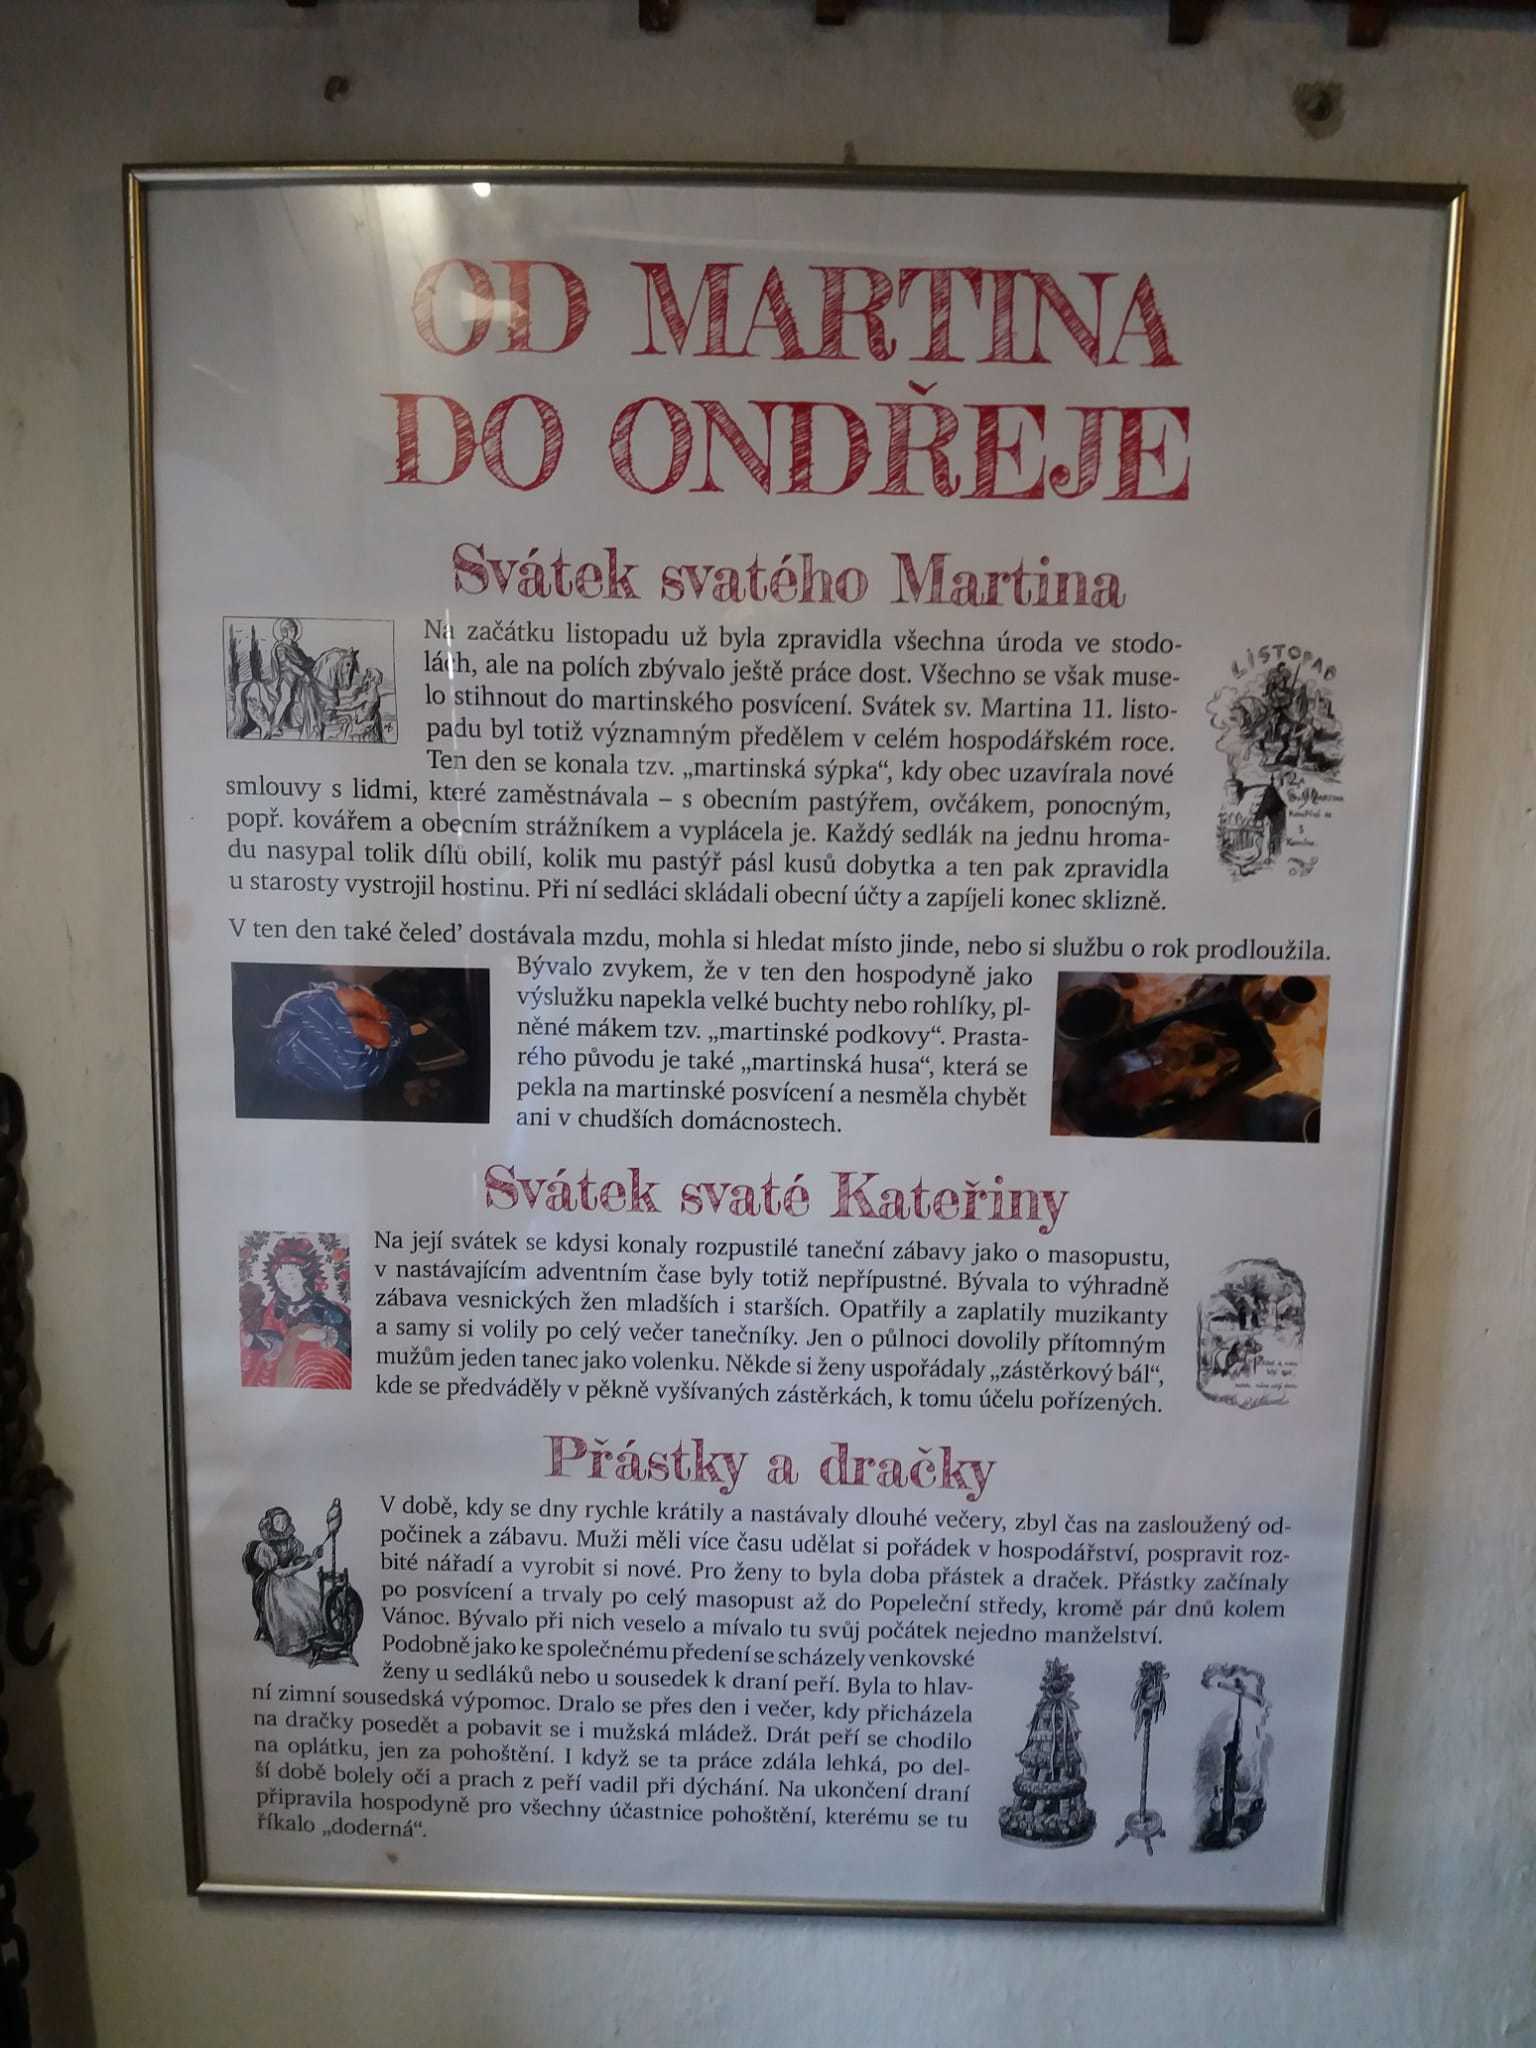 OD MARTINA
DO ONDŘEJE
Svátek svatého Martina
Na začátku listopadu už byla zpravidla všechna úroda ve stodo-
lách, ale na polích zbývalo ještě práce dost. Všechno se však muse-
lo stihnout do martinského posvícení. Svátek sv. Martina 11. listo-
padu byl totiž významným předělem v celém hospodářském roce.
Ten den se konala tzv. „martinská sýpka“, kdy obec uzavírala nové
smlouvy s lidmi, které zaměstnávala – s obecním pastýřem, ovčákem, ponocným,
popř. kovářem a obecním strážníkem a vyplácela je. Každý sedlák na jednu hroma-
du nasypal tolik dílů obilí, kolik mu pastýř pásl kusů dobytka a ten pak zpravidla
u starosty vystrojil hostinu. Při ní sedláci skládali obecní účty a zapíjeli konec sklizně.
LISTOPAD
V ten den také čeleď dostávala mzdu, mohla si hledat místo jinde, nebo si službu o rok prodloužila.
Bývalo zvykem, že v ten den hospodyně jako
výslužku napekla velké buchty nebo rohlíky, pl-
něné mákem tzv. „martinské podkovy“. Prasta-
rého původu je také „martinská husa“, která se
pekla na martinské posvícení a nesměla chybět
ani v chudších domácnostech.
Svátek svaté Kateřiny
Na její svátek se kdysi konaly rozpustilé taneční zábavy jako o masopustu,
v nastávajícím adventním čase byly totiž nepřípustné. Bývala to výhradně
zábava vesnických žen mladších i starších. Opatřily a zaplatily muzikanty
a samy si volily po celý večer tanečníky. Jen o půlnoci dovolily přítomným
mužům jeden tanec jako volenku. Někde si ženy uspořádaly „zástěrkový bál“,
kde se předváděly v pěkně vyšívaných zástěrkách, k tomu účelu pořízených.
Přástky a dračky
V době, kdy se dny rychle krátily a nastávaly dlouhé večery, zbyl čas na zasloužený od-
počinek a zábavu. Muži měli více času udělat si pořádek v hospodářství, pospravit roz-
bité nářadí a vyrobit si nové. Pro ženy to byla doba přástek a draček. Přástky začínaly
po posvícení a trvaly po celý masopust až do Popeleční středy, kromě pár dnů kolem
Vánoc. Bývalo při nich veselo a mívalo tu svůj počátek nejedno manželství.
Podobně jako ke společnému předení se scházely venkovské
ženy u sedláků nebo u sousedek k draní peří. Byla to hlav-
ní zimní sousedská výpomoc. Dralo se přes den i večer, kdy přicházela
na dračky posedět a pobavit se i mužská mládež. Drát peří se chodilo
na oplátku, jen za pohoštění. I když se ta práce zdála lehká, po del-
ší době bolely oči a prach z peří vadil při dýchání. Na ukončení draní
připravila hospodyně pro všechny účastnice pohoštění, kterému se tu
říkalo „doderná“.